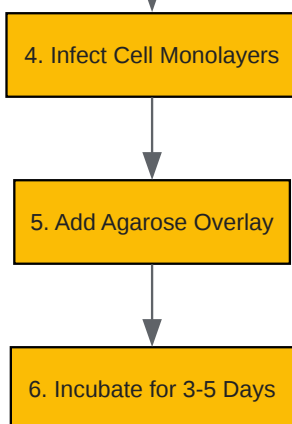 4. Infect Cell Monolayers
5. Add Agarose Overlay
6. Incubate for 3-5 Days